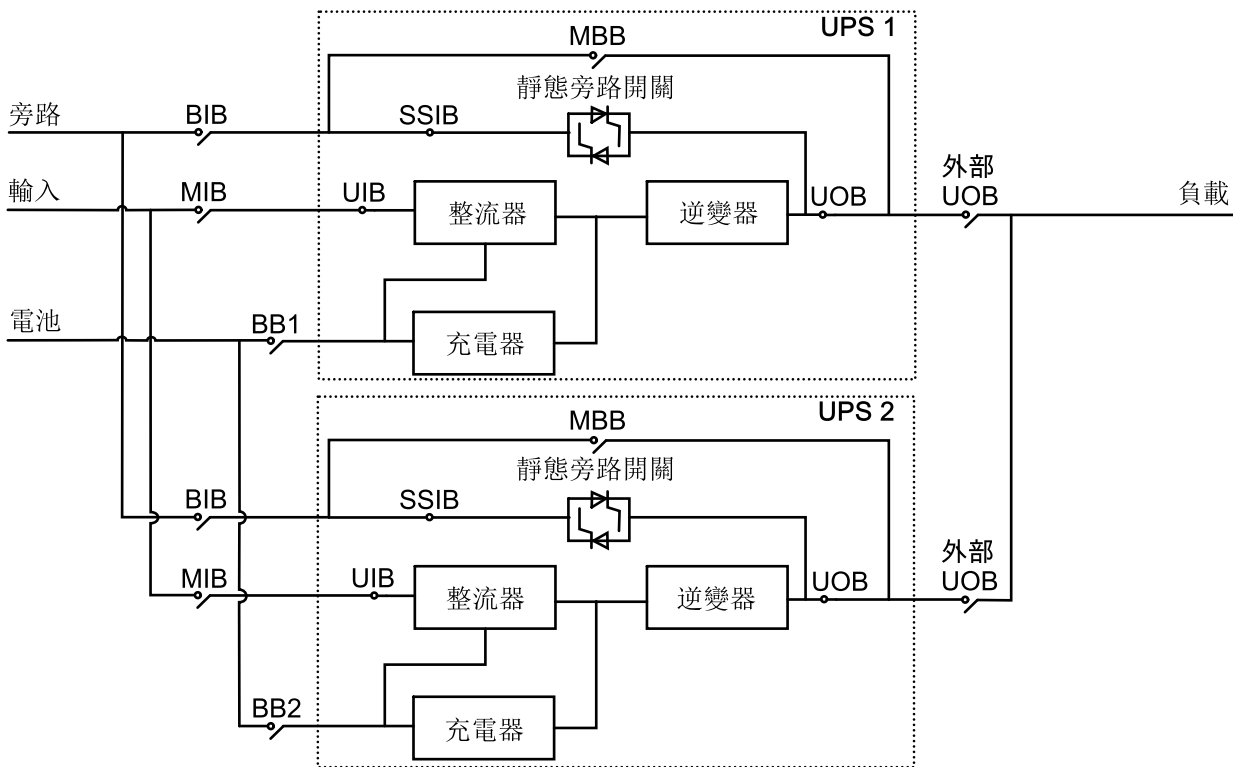 UPS 1
MBB
靜態旁路開關
旁路
BIB
SSIB
外部
UOB
輸入
MIB
UIB
整流器
逆變器
UOB
負載
電池
BB1
充電器
UPS 2
MBB
靜態旁路開關
BIB
SSIB
外部
UOB
MIB
UIB
整流器
逆變器
UOB
BB2
充電器